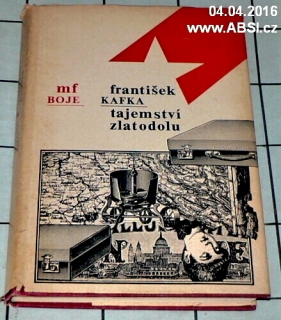 04.04.2016
www.ABSI.cz
mf františek
BOJE KAFKA
tajemství
zlatodolu